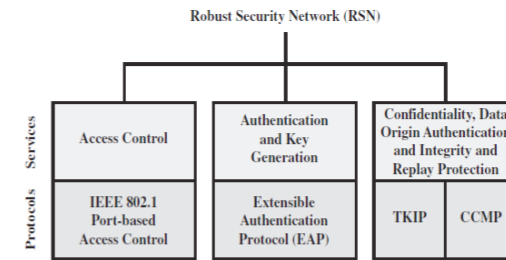 Robust Security Network (RSN)
Services
Access Control
Authentication
and Key
Generation
Confidentiality, Data
Origin Authentication
and Integrity and
Replay Protection
Protocols
IEEE 802.1
Port-based
Access Control
Extensible
Authentication
Protocol (EAP)
TKIP
CCMP